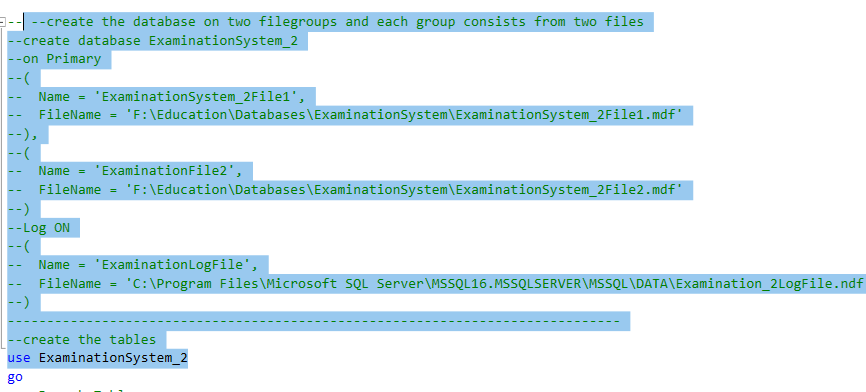 -- --create the database on two filegroups and each group consists from two files
--create database ExaminationSystem_2
--on Primary
--(
--  Name = 'ExaminationSystem_2File1',
--  FileName = 'F:\Education\Databases\ExaminationSystem\ExaminationSystem_2File1.mdf'
--),
--(
--  Name = 'ExaminationFile2',
--  FileName = 'F:\Education\Databases\ExaminationSystem\ExaminationSystem_2File2.mdf'
--)
--Log ON
--(
--  Name = 'ExaminationLogFile',
--  FileName = 'C:\Program Files\Microsoft SQL Server\MSSQL16.MSSQLSERVER\MSSQL\DATA\Examination_2LogFile.ndf
--)
------------------------------------------------------------------------------
--create the tables
use ExaminationSystem_2
go